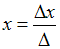 x = Δx / Δ